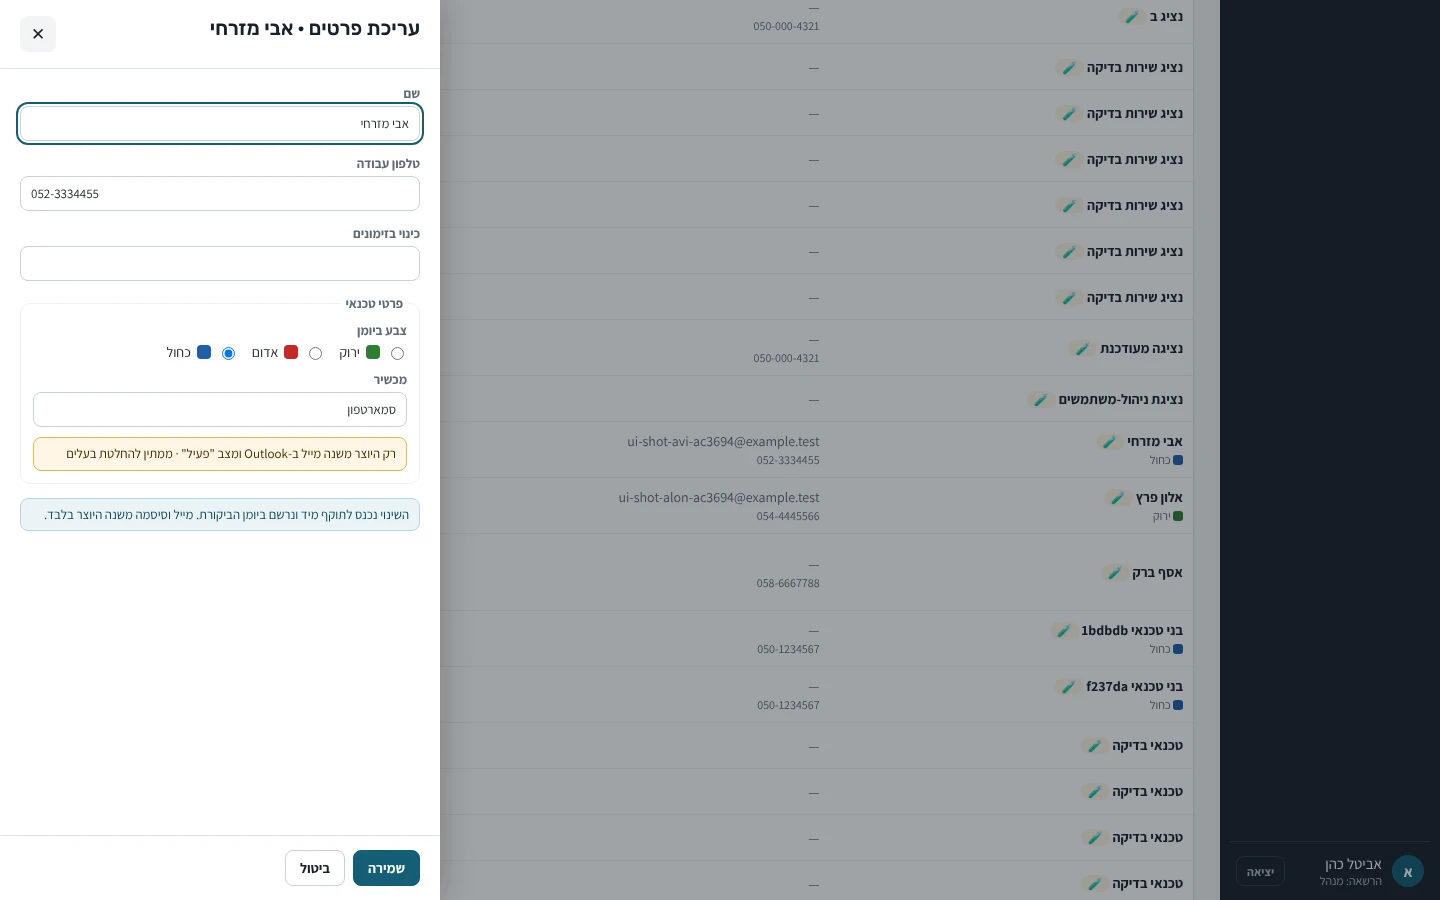 עריכת פרטים • אבי מזרחי
✕
שם
אבי מזרחי
טלפון עבודה
052-3334455
כינוי בזימונים
פרטי טכנאי
צבע ביומן
ירוק
אדום
כחול
מכשיר
סמארטפון
רק היוצר משנה מייל ב-Outlook ומצב "פעיל" · ממתין להחלטת בעלים
השינוי נכנס לתוקף מיד ונרשם ביומן הביקורת. מייל וסיסמה משנה היוצר בלבד.
שמירה
ביטול
נציג ב
—
050-000-4321
נציג שירות בדיקה
—
נציג שירות בדיקה
—
נציג שירות בדיקה
—
נציג שירות בדיקה
—
נציג שירות בדיקה
—
נציג שירות בדיקה
—
נציגה מעודכנת
—
050-000-4321
נציגת ניהול-משתמשים
—
אבי מזרחי
כחול
ui-shot-avi-ac3694@example.test
052-3334455
אלון פרץ
ירוק
ui-shot-alon-ac3694@example.test
054-4445566
אסף ברק
—
058-6667788
בני טכנאי 1bdbdb
כחול
—
050-1234567
בני טכנאי f237da
כחול
—
050-1234567
טכנאי בדיקה
—
טכנאי בדיקה
—
טכנאי בדיקה
—
טכנאי בדיקה
—
א
אביטל כהן
הרשאה: מנהל
יציאה